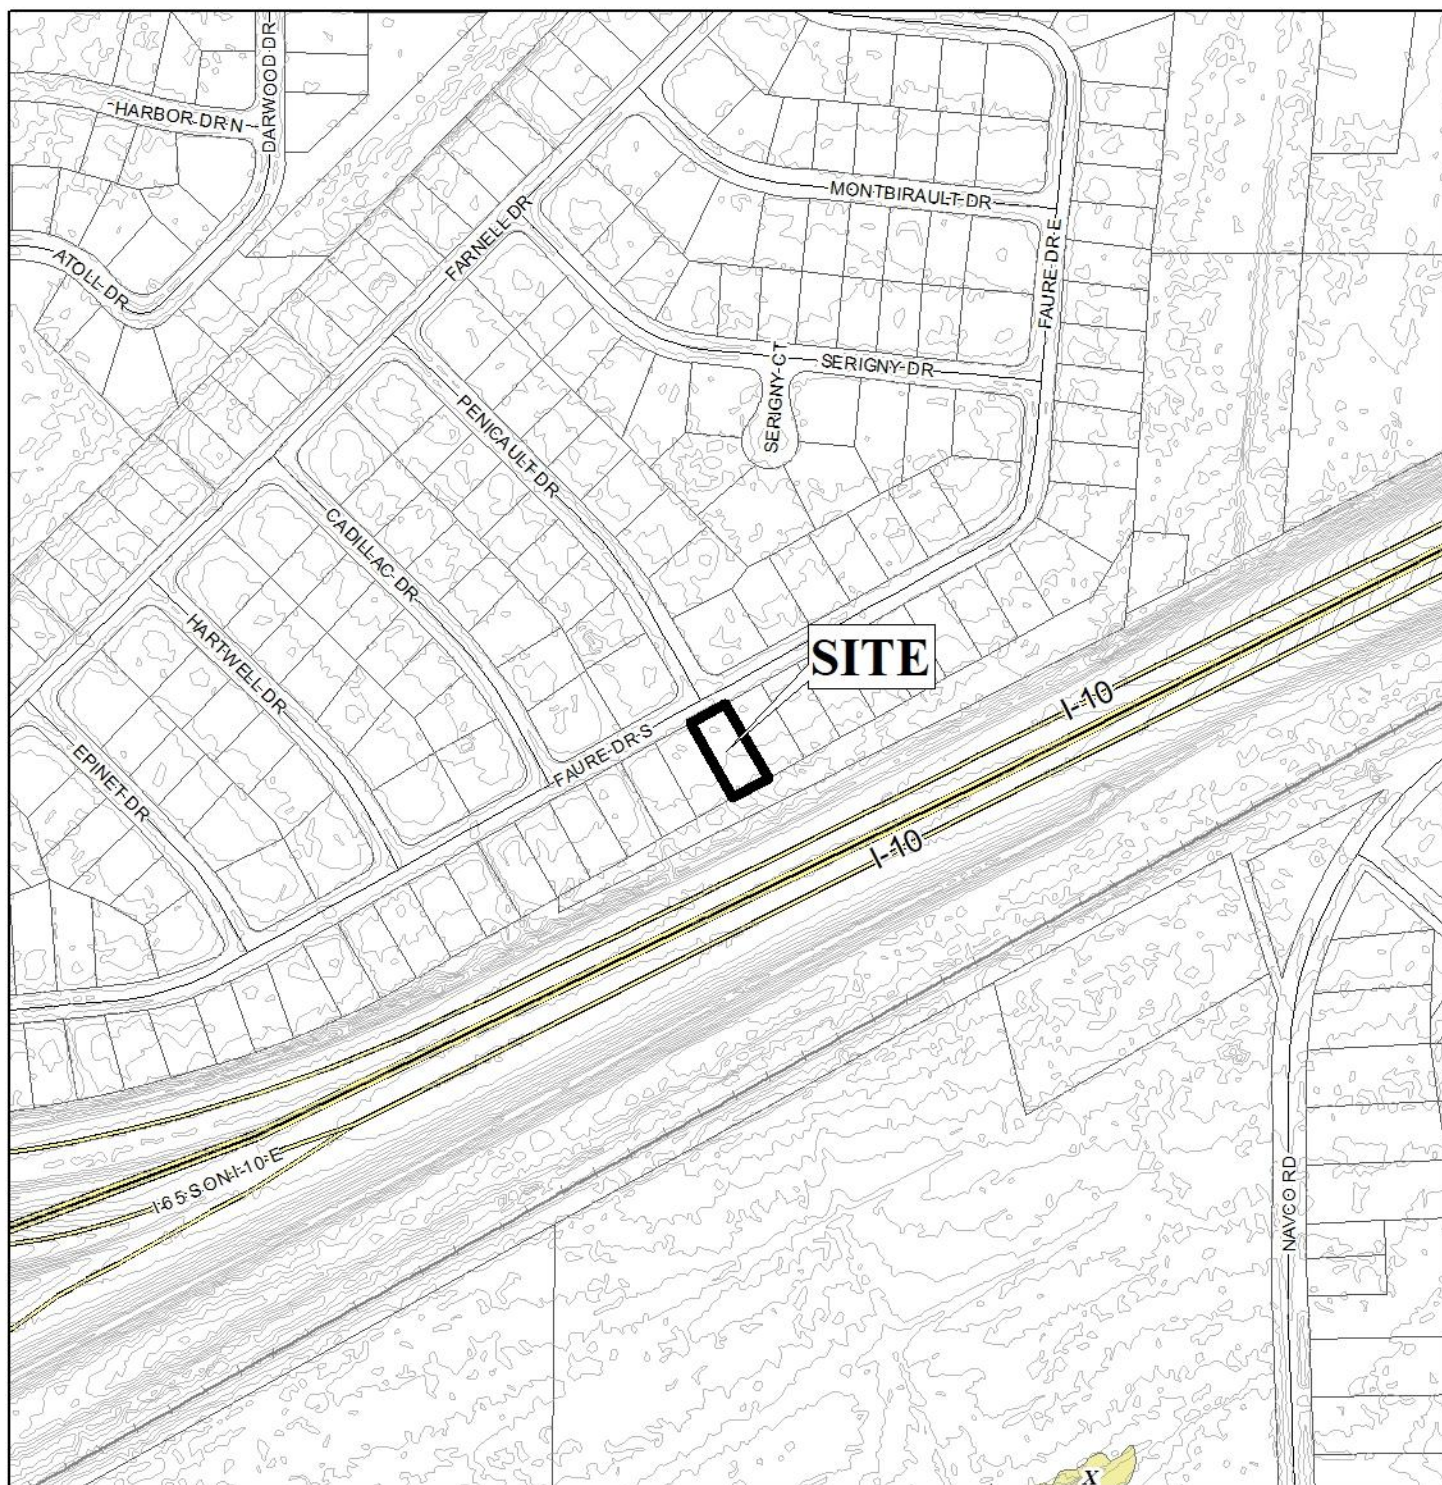 DARWOOD DR
HARBOR DR N
MONTBIRAULT DR
FARNELL DR
FAURE DR E
ATOLL DR
SERIGNY CT
SERIGNY DR
PENICAULT DR
CADILLAC DR
HARTWELL DR
SITE
I-10
FAURE DR S
EPINET DR
I-10
I-65 S ON I-10 E
NAVCO RD
X